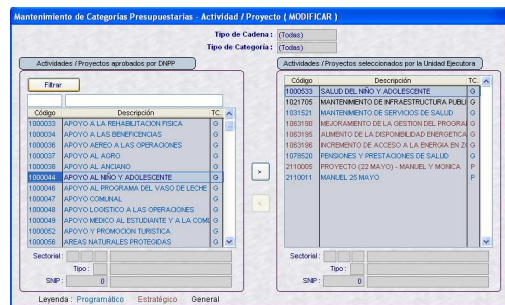 Mantenimiento de Categorías Presupuestarias - Actividad / Proyecto ( MODIFICAR )
Tipo de Cadena : (Todas)
Tipo de Categoría : (Todas)
Actividades / Proyectos aprobados por DNPP
Filtrar
Código Descripción TC.
1000033 APOYO A LA REHABILITACION FISICA G
1000034 APOYO A LAS BENEFICENCIAS G
1000036 APOYO AEREO A LAS OPERACIONES G
1000037 APOYO AL AGRO G
1000038 APOYO AL ANCIANO G
1000044 APOYO AL NIÑO Y ADOLESCENTE G
1000046 APOYO AL PROGRAMA DEL VASO DE LECHE G
1000047 APOYO COMUNAL G
1000048 APOYO LOGISTICO A LAS OPERACIONES G
1000049 APOYO MEDICO AL ESTUDIANTE Y A LA COMU G
1000052 APOYO Y PROMOCION TURISTICA G
1000056 AREAS NATURALES PROTEGIDAS G
Sectorial :
Tipo :
SNIP : 0
>
<
Actividades / Proyectos seleccionados por la Unidad Ejecutora
Código Descripción TC.
1000533 SALUD DEL NIÑO Y ADOLESCENTE G
1021705 MANTENIMIENTO DE INFRAESTRUCTURA PUBLI G
1031521 MANTENIMIENTO DE SERVICIOS DE SALUD G
1063190 MEJORAMIENTO DE LA GESTION DEL PROGRAM G
1063195 AUMENTO DE LA DISPONIBILIDAD ENERGETICA G
1063196 INCREMENTO DE ACCESO A LA ENERGIA EN ZO G
1078520 PENSIONES Y PRESTACIONES DE SALUD G
2110005 PROYECTO (22 MAYO) - MANUEL Y MONICA P
2110011 MANUEL 25 MAYO P
Sectorial :
Tipo :
SNIP : 0
Leyenda : Programático Estratégico General